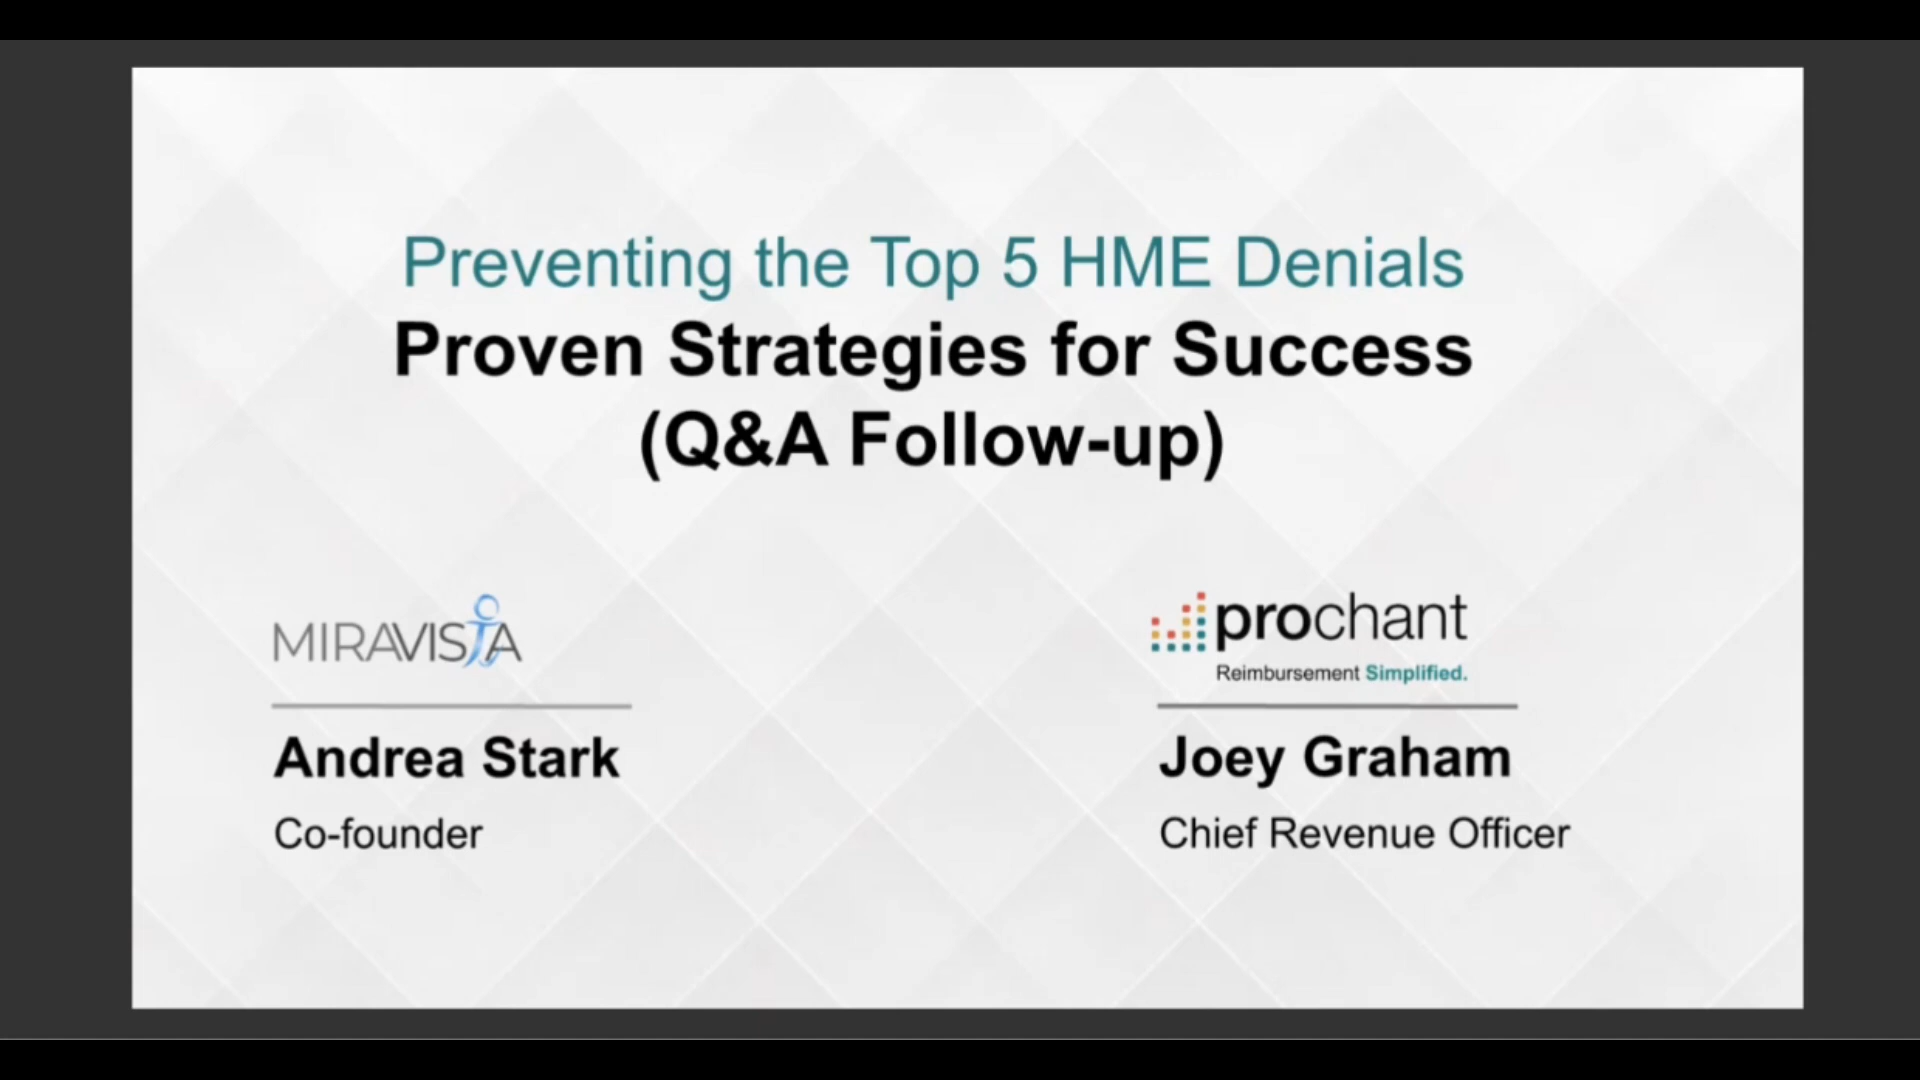 Preventing the Top 5 HME Denials
Proven Strategies for Success
(Q&A Follow-up)
MIRAVISTA
Andrea Stark
Co-founder
prochant
Reimbursement Simplified.
Joey Graham
Chief Revenue Officer